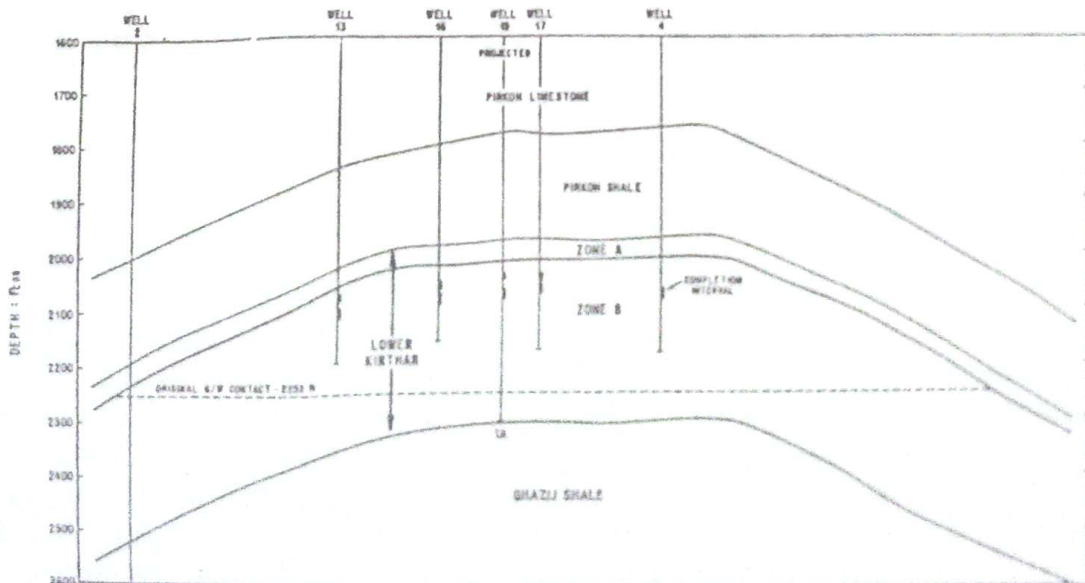 WELL 2
WELL 13
WELL 16
WELL 19
WELL 17
WELL 4
PROJECTED
1600
1700
1800
1900
2000
2100
2200
2300
2400
2500
2600
DEPTH :
PIRKOH LIMESTONE
PIRKOH SHALE
ZONE A
COMPLETION
INTERVAL
ZONE B
LOWER
KIRTHAR
ORIGINAL G/W CONTACT - 2253 M
GHAZIJ SHALE